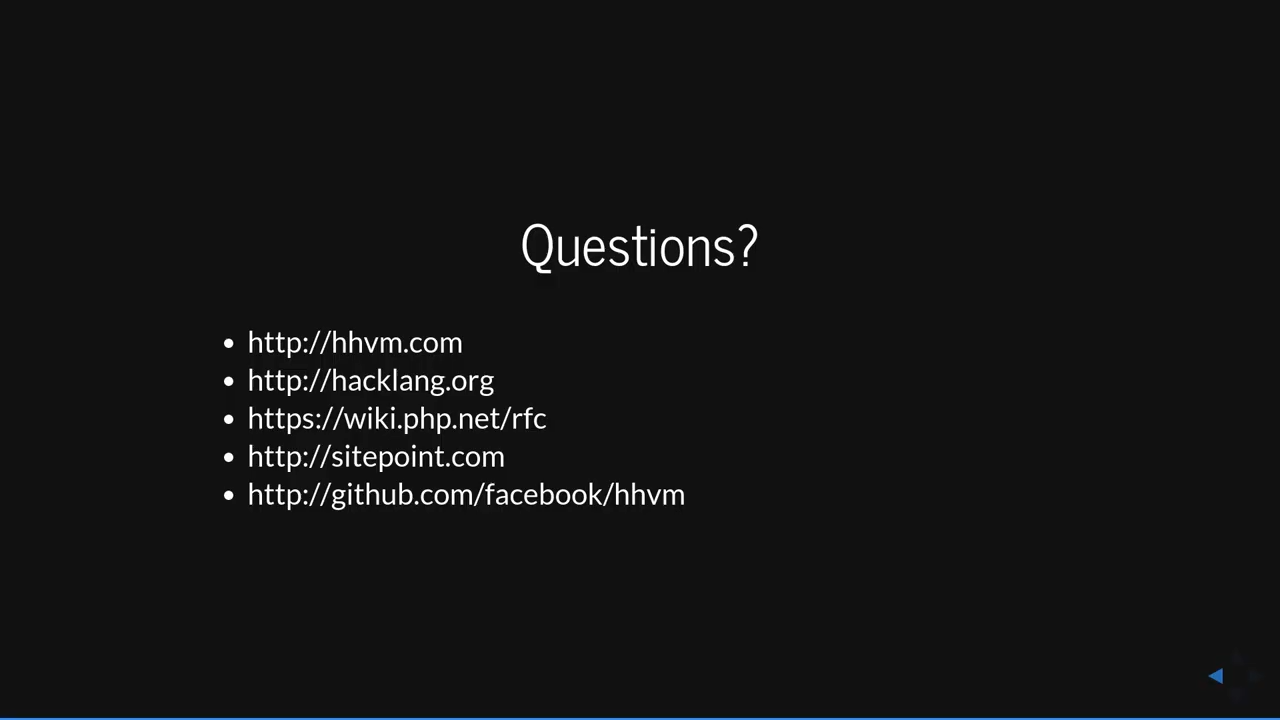 Questions?
http://hhvm.com
http://hacklang.org
https://wiki.php.net/rfc
http://sitepoint.com
http://github.com/facebook/hhvm